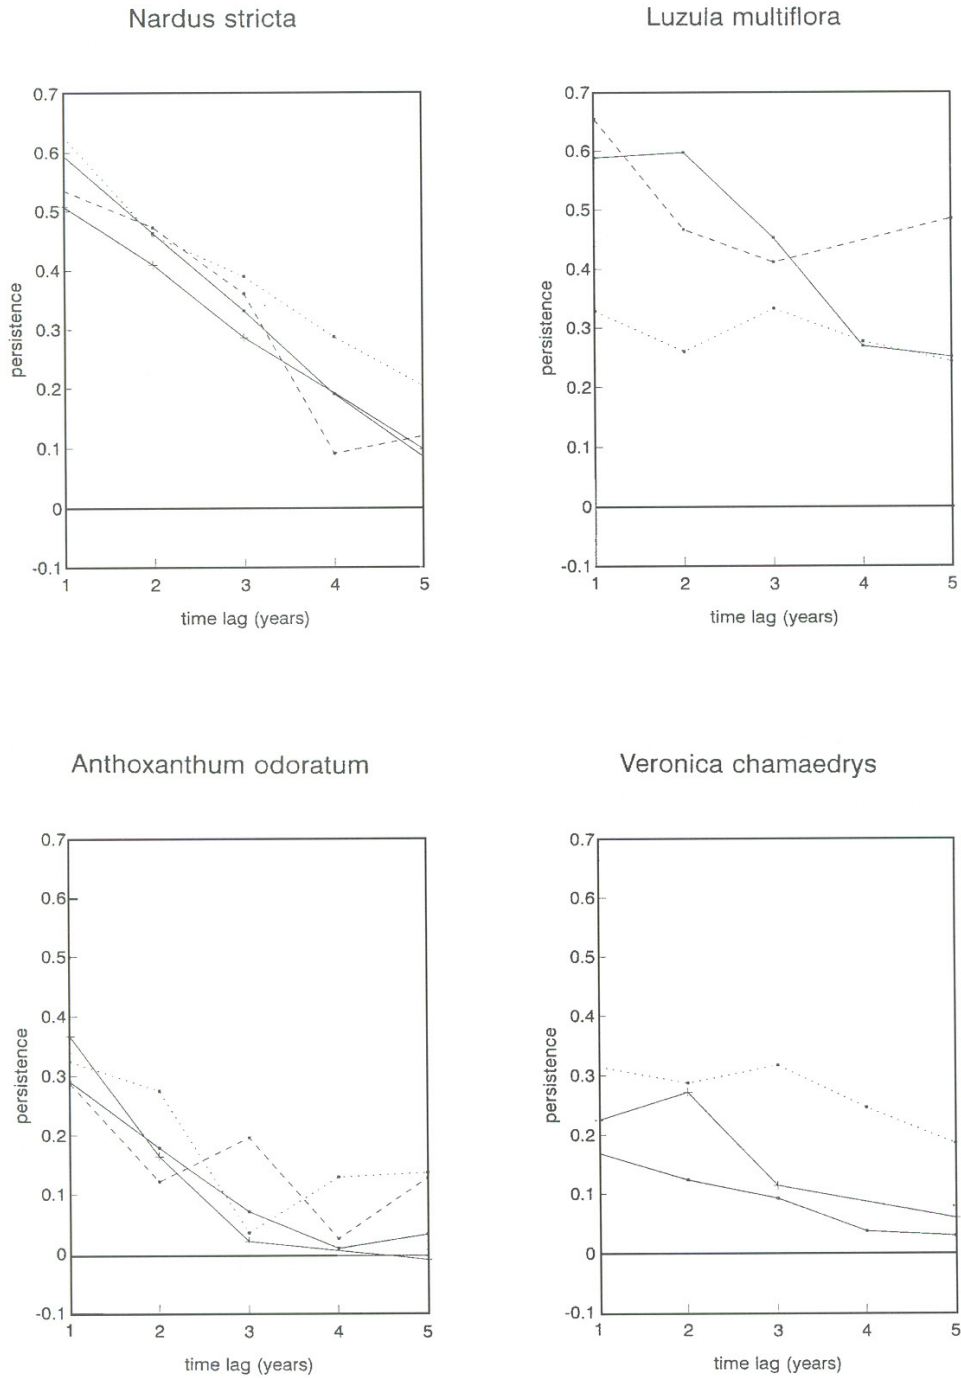 Nardus stricta
persistence
0.7
0.6
0.5
0.4
0.3
0.2
0.1
0
-0.1
1 2 3 4 5
time lag (years)
Luzula multiflora
persistence
0.7
0.6
0.5
0.4
0.3
0.2
0.1
0
-0.1
1 2 3 4 5
time lag (years)
Anthoxanthum odoratum
persistence
0.7
0.6
0.5
0.4
0.3
0.2
0.1
0
-0.1
1 2 3 4 5
time lag (years)
Veronica chamaedrys
persistence
0.7
0.6
0.5
0.4
0.3
0.2
0.1
0
-0.1
1 2 3 4 5
time lag (years)